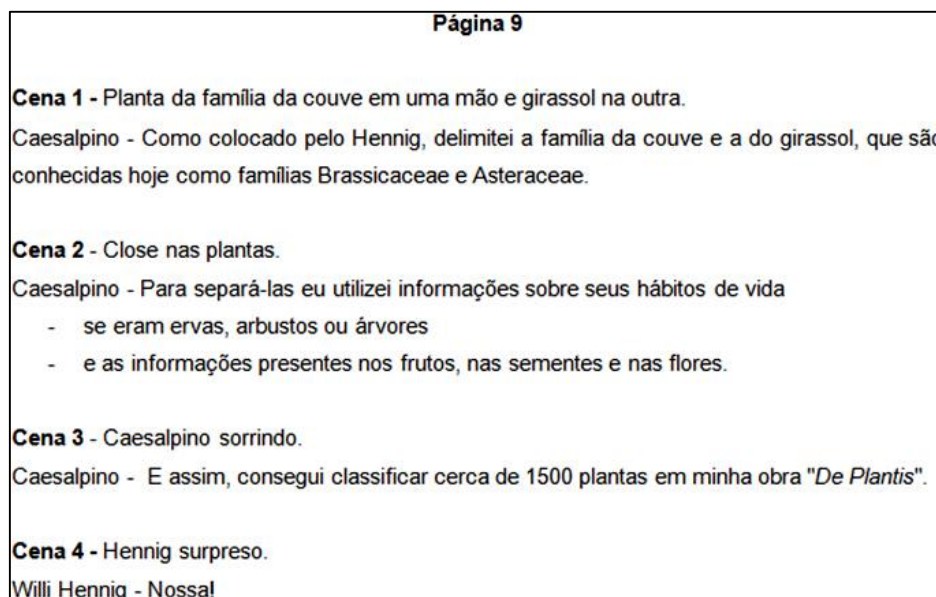 Página 9
Cena 1 - Planta da família da couve em uma mão e girassol na outra.
Caesalpino - Como colocado pelo Hennig, delimitei a família da couve e a do girassol, que são
conhecidas hoje como famílias Brassicaceae e Asteraceae.
Cena 2 - Close nas plantas.
Caesalpino - Para separá-las eu utilizei informações sobre seus hábitos de vida
- se eram ervas, arbustos ou árvores
- e as informações presentes nos frutos, nas sementes e nas flores.
Cena 3 - Caesalpino sorrindo.
Caesalpino - E assim, consegui classificar cerca de 1500 plantas em minha obra "De Plantis".
Cena 4 - Hennig surpreso.
Willi Hennig - Nossa!